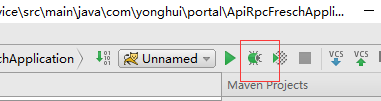 vice\src\main\java\com\yonghui\portal\ApiRpcFreschAppli...
chApplication
Unnamed
VCS
VCS
Maven Projects